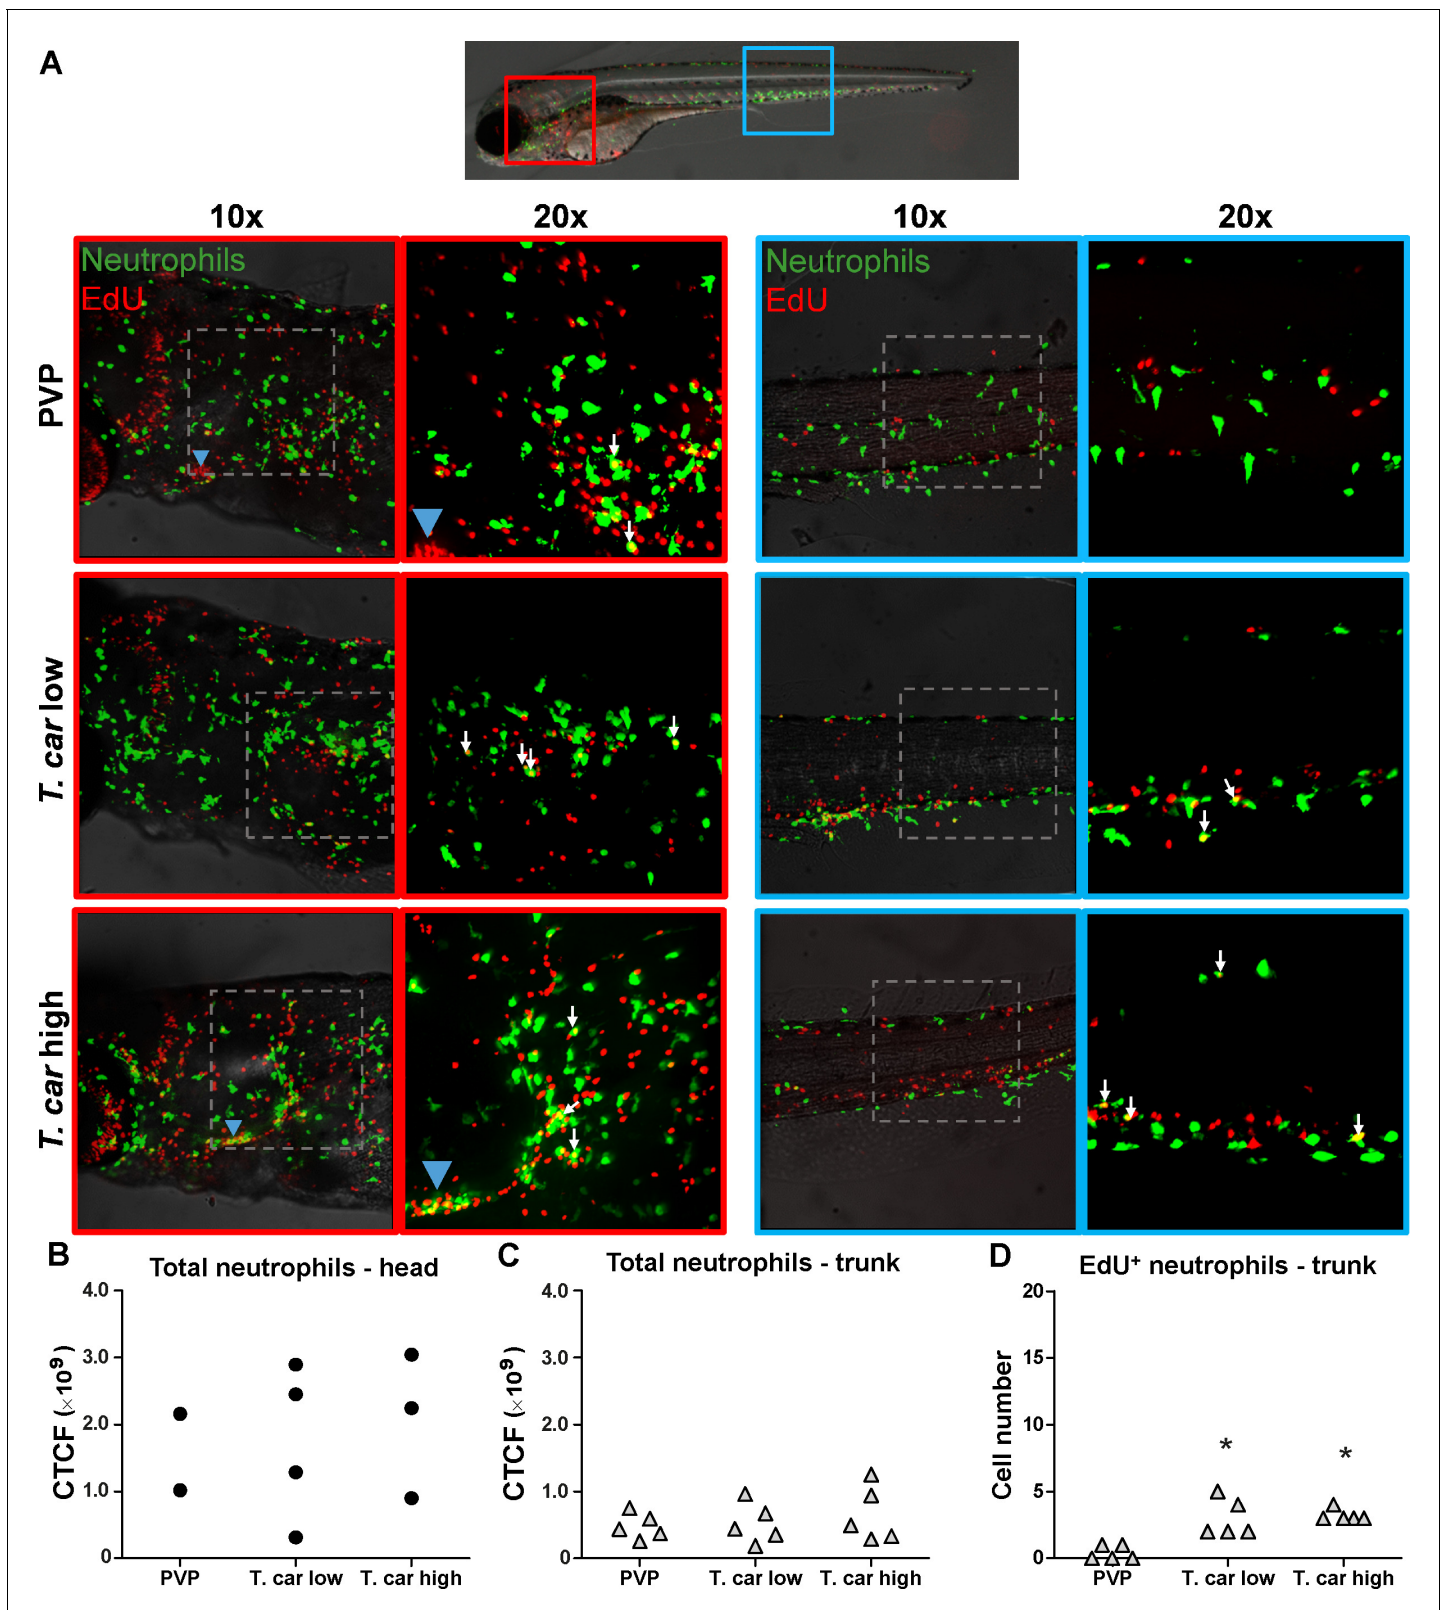 A
10x 20x 10x 20x
Neutrophils
EdU
Neutrophils
EdU
PVP
T. car low
T. car high
B
Total neutrophils - head
4.0
3.0
2.0
1.0
0
CTCF (×10⁹)
PVP T. car low T. car high
C
Total neutrophils - trunk
4.0
3.0
2.0
1.0
0
CTCF (×10⁹)
PVP T. car low T. car high
D
EdU⁺ neutrophils - trunk
20
15
10
5
0
Cell number
* *
PVP T. car low T. car high